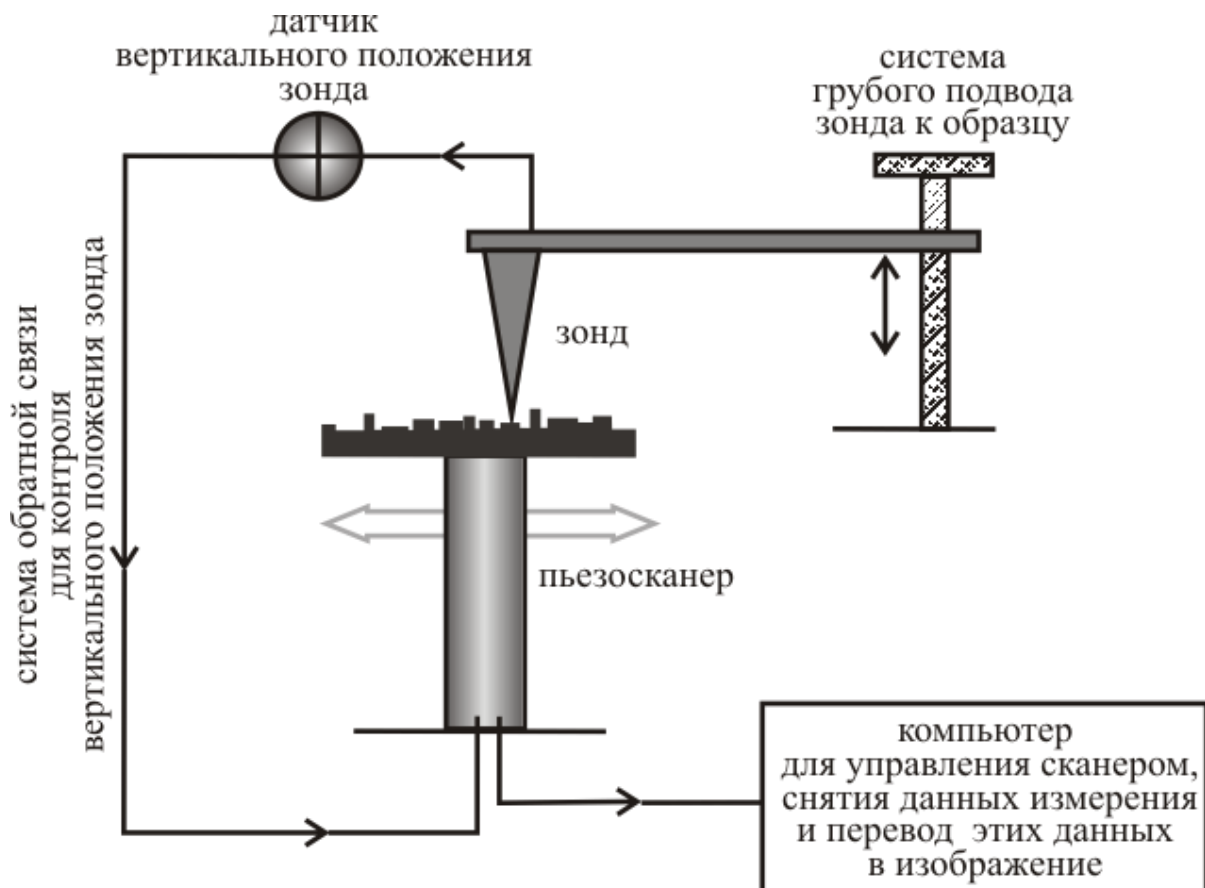 датчик
вертикального положения
зонда
система
грубого подвода
зонда к образцу
система обратной связи
для контроля
вертикального положения зонда
зонд
пьезосканер
компьютер
для управления сканером,
снятия данных измерения
и перевод этих данных
в изображение